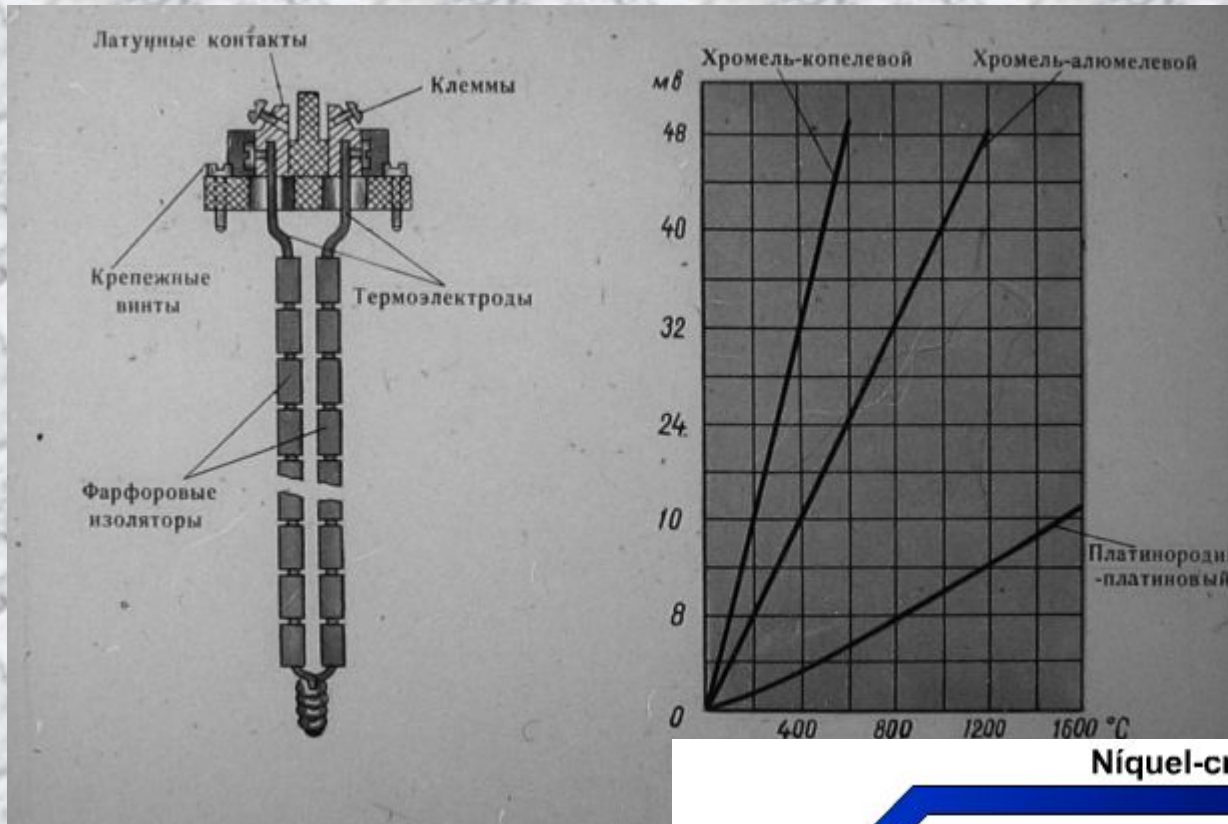 Латунные контакты
Клеммы
Крепежные
винты
Термоэлектроды
Фарфоровые
изоляторы
Хромель-копелевой
Хромель-алюмелевой
мв
48
40
32
24
10
8
0
400 800 1200 1600 °C
Платинороди
-платиновый
Níquel-cr